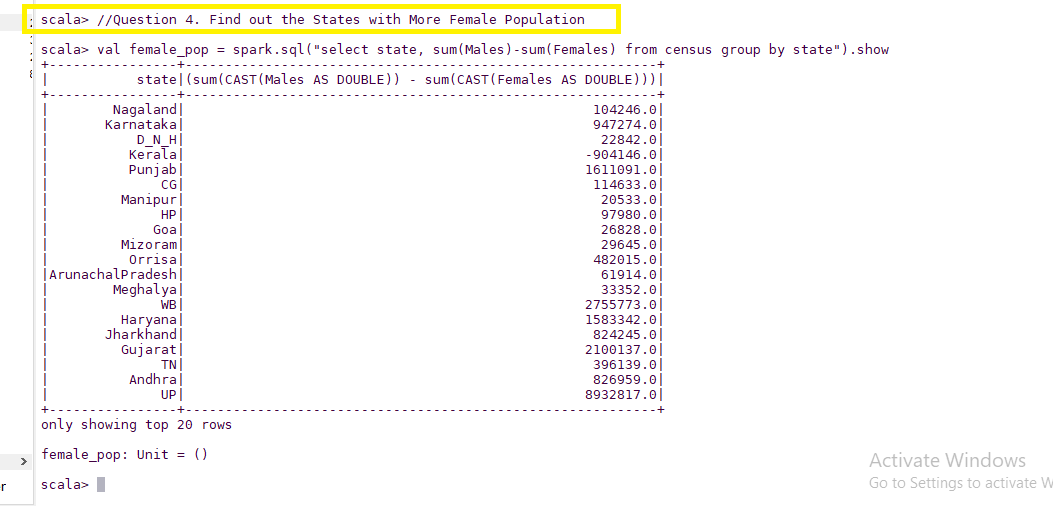 scala> //Question 4. Find out the States with More Female Population
scala> val female_pop = spark.sql("select state, sum(Males)-sum(Females) from census group by state").show
+----------------+-----------------------------------------------------------+
|           state|(sum(CAST(Males AS DOUBLE)) - sum(CAST(Females AS DOUBLE)))|
+----------------+-----------------------------------------------------------+
|        Nagaland|                                                   104246.0|
|       Karnataka|                                                   947274.0|
|           D_N_H|                                                    22842.0|
|          Kerala|                                                  -904146.0|
|          Punjab|                                                  1611091.0|
|              CG|                                                   114633.0|
|         Manipur|                                                    20533.0|
|              HP|                                                    97980.0|
|             Goa|                                                    26828.0|
|         Mizoram|                                                    29645.0|
|          Orrisa|                                                   482015.0|
|ArunachalPradesh|                                                    61914.0|
|        Meghalya|                                                    33352.0|
|              WB|                                                  2755773.0|
|         Haryana|                                                  1583342.0|
|       Jharkhand|                                                   824245.0|
|         Gujarat|                                                  2100137.0|
|              TN|                                                   396139.0|
|          Andhra|                                                   826959.0|
|              UP|                                                  8932817.0|
+----------------+-----------------------------------------------------------+
only showing top 20 rows
female_pop: Unit = ()
scala>
Activate Windows
Go to Settings to activate W